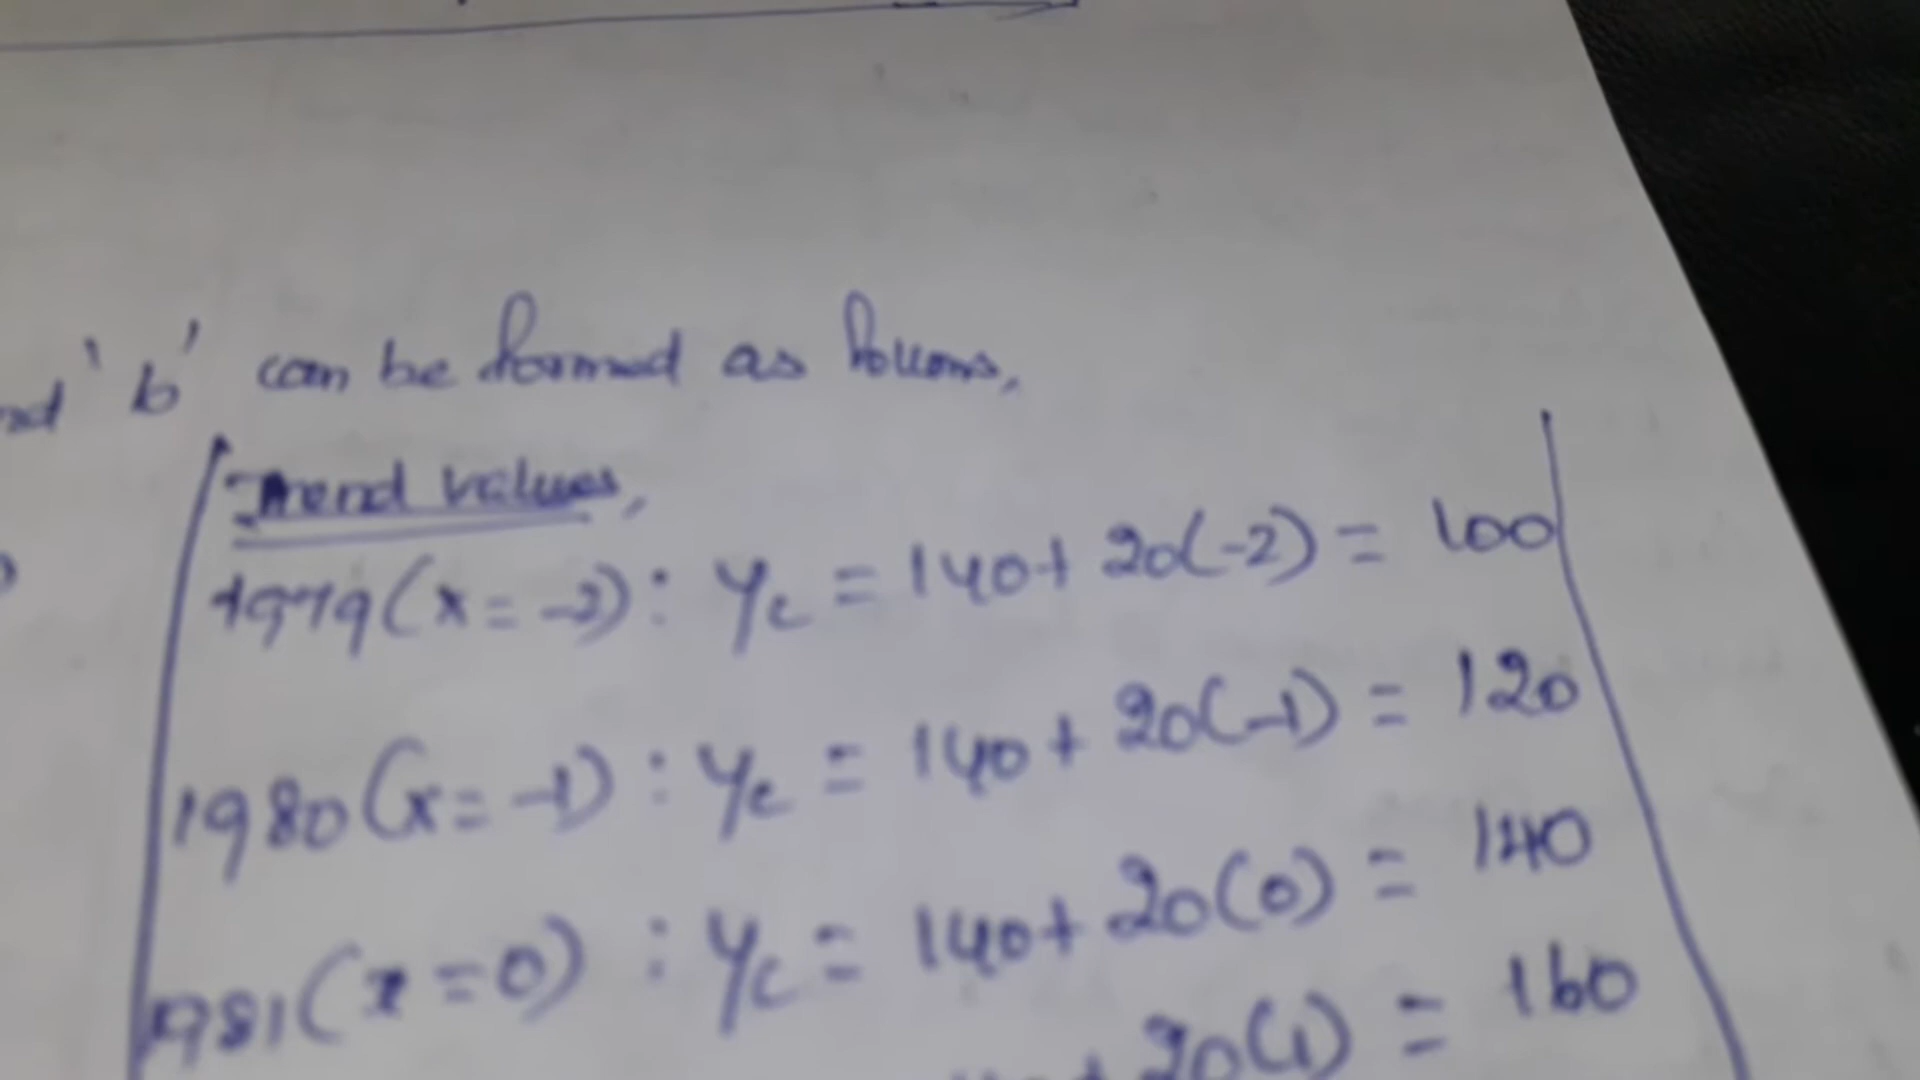 nd 'b' can be formed as follows,
Trend values,
1979(x = -2): yc = 140+ 20(-2) = 100
1980(x = -1) : yc = 140 + 20(-1) = 120
1981(x = 0) : yc = 140+ 20(0) = 140
+ 20(1) = 160